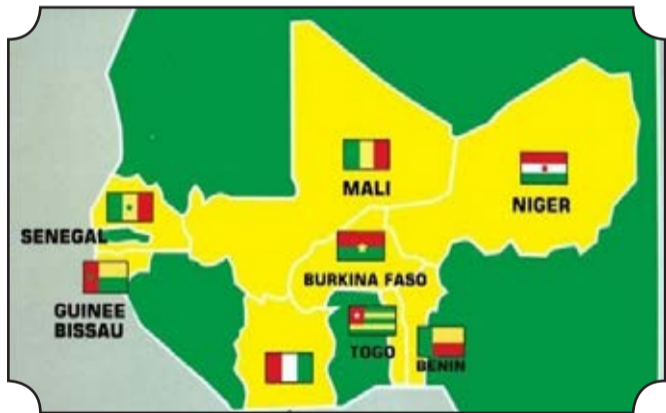 MALI
NIGER
SENEGAL
BURKINA FASO
GUINEE
BISSAU
TOGO
BENIN